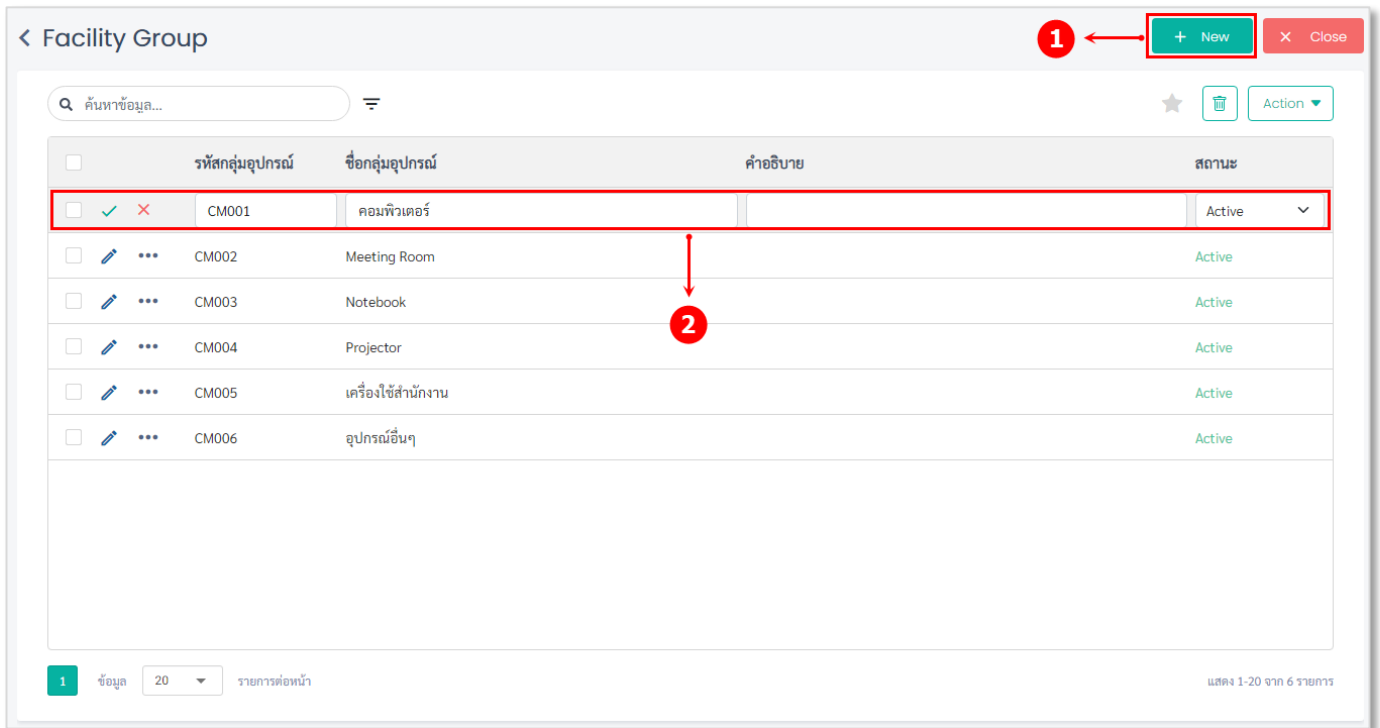 Facility Group
1
+ New
× Close
ค้นหาข้อมูล...
Action
รหัสกลุ่มอุปกรณ์ ชื่อกลุ่มอุปกรณ์ คำอธิบาย สถานะ
CM001 คอมพิวเตอร์ Active
CM002 Meeting Room Active
CM003 Notebook Active
2
CM004 Projector Active
CM005 เครื่องใช้สำนักงาน Active
CM006 อุปกรณ์อื่นๆ Active
1 ข้อมูล 20 รายการต่อหน้า แสดง 1-20 จาก 6 รายการ